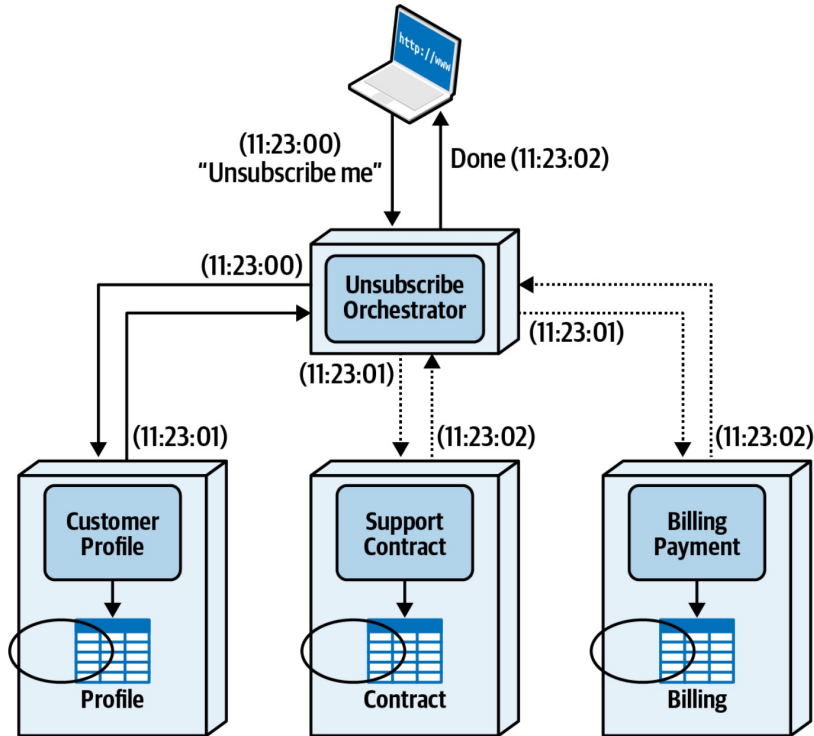 http://www
(11:23:00)
“Unsubscribe me”
Done (11:23:02)
(11:23:00)
Unsubscribe
Orchestrator
(11:23:01)
(11:23:01)
(11:23:01)
(11:23:02)
(11:23:02)
Customer
Profile
Support
Contract
Billing
Payment
Profile
Contract
Billing